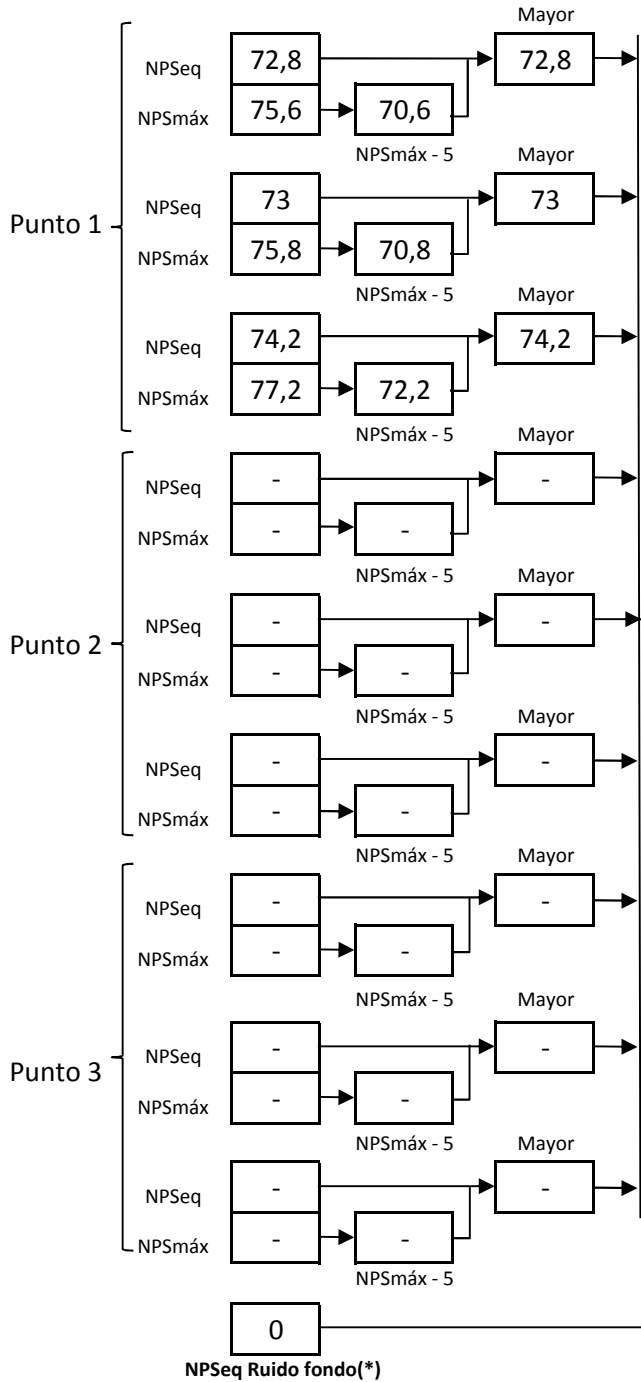 Mayor
NPSeq 72,8 72,8
NPSmáx 75,6 70,6
NPSmáx - 5 Mayor
Punto 1
NPSeq 73 73
NPSmáx 75,8 70,8
NPSmáx - 5 Mayor
NPSeq 74,2 74,2
NPSmáx 77,2 72,2
NPSmáx - 5 Mayor
NPSeq - -
NPSmáx - -
NPSmáx - 5 Mayor
Punto 2
NPSeq - -
NPSmáx - -
NPSmáx - 5 Mayor
NPSeq - -
NPSmáx - -
NPSmáx - 5 Mayor
NPSeq - -
NPSmáx - -
NPSmáx - 5 Mayor
Punto 3
NPSeq - -
NPSmáx - -
NPSmáx - 5 Mayor
NPSeq - -
NPSmáx - -
NPSmáx - 5
0
NPSeq Ruido fondo(*)